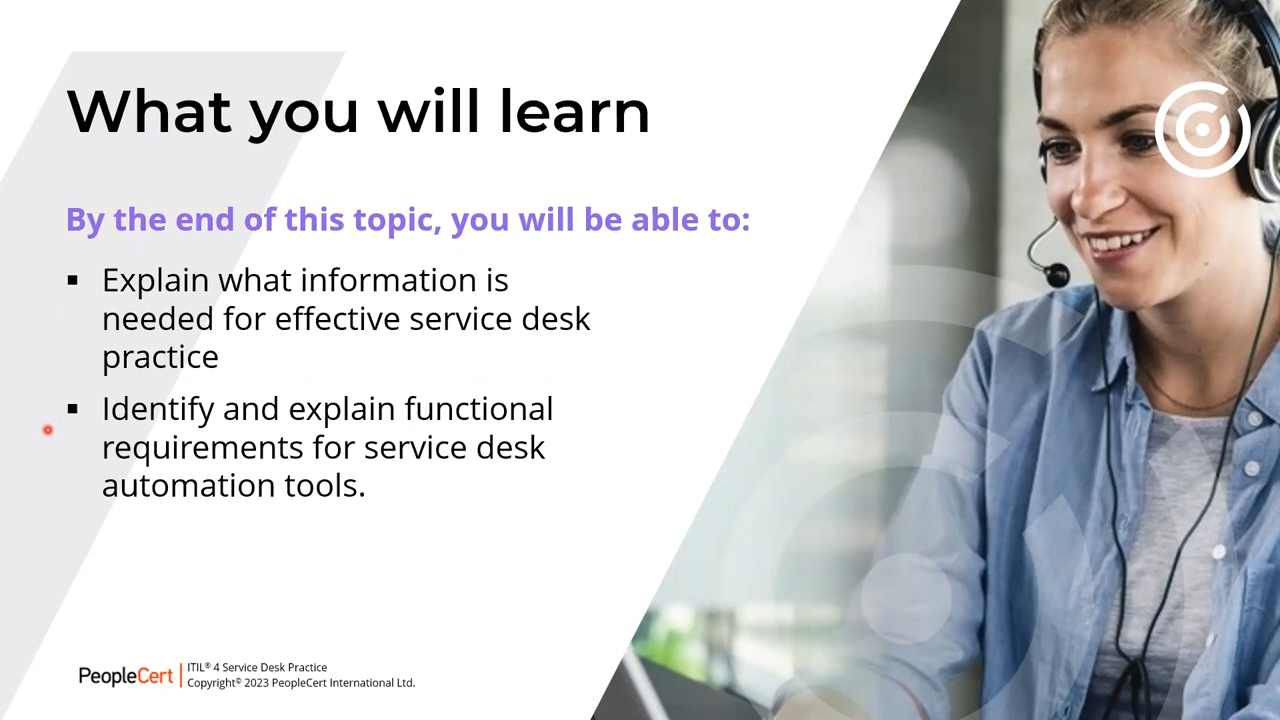 What you will learn
By the end of this topic, you will be able to:
▪ Explain what information is
needed for effective service desk
practice
▪ Identify and explain functional
requirements for service desk
automation tools.
PeopleCert
ITIL® 4 Service Desk Practice
Copyright© 2023 PeopleCert International Ltd.